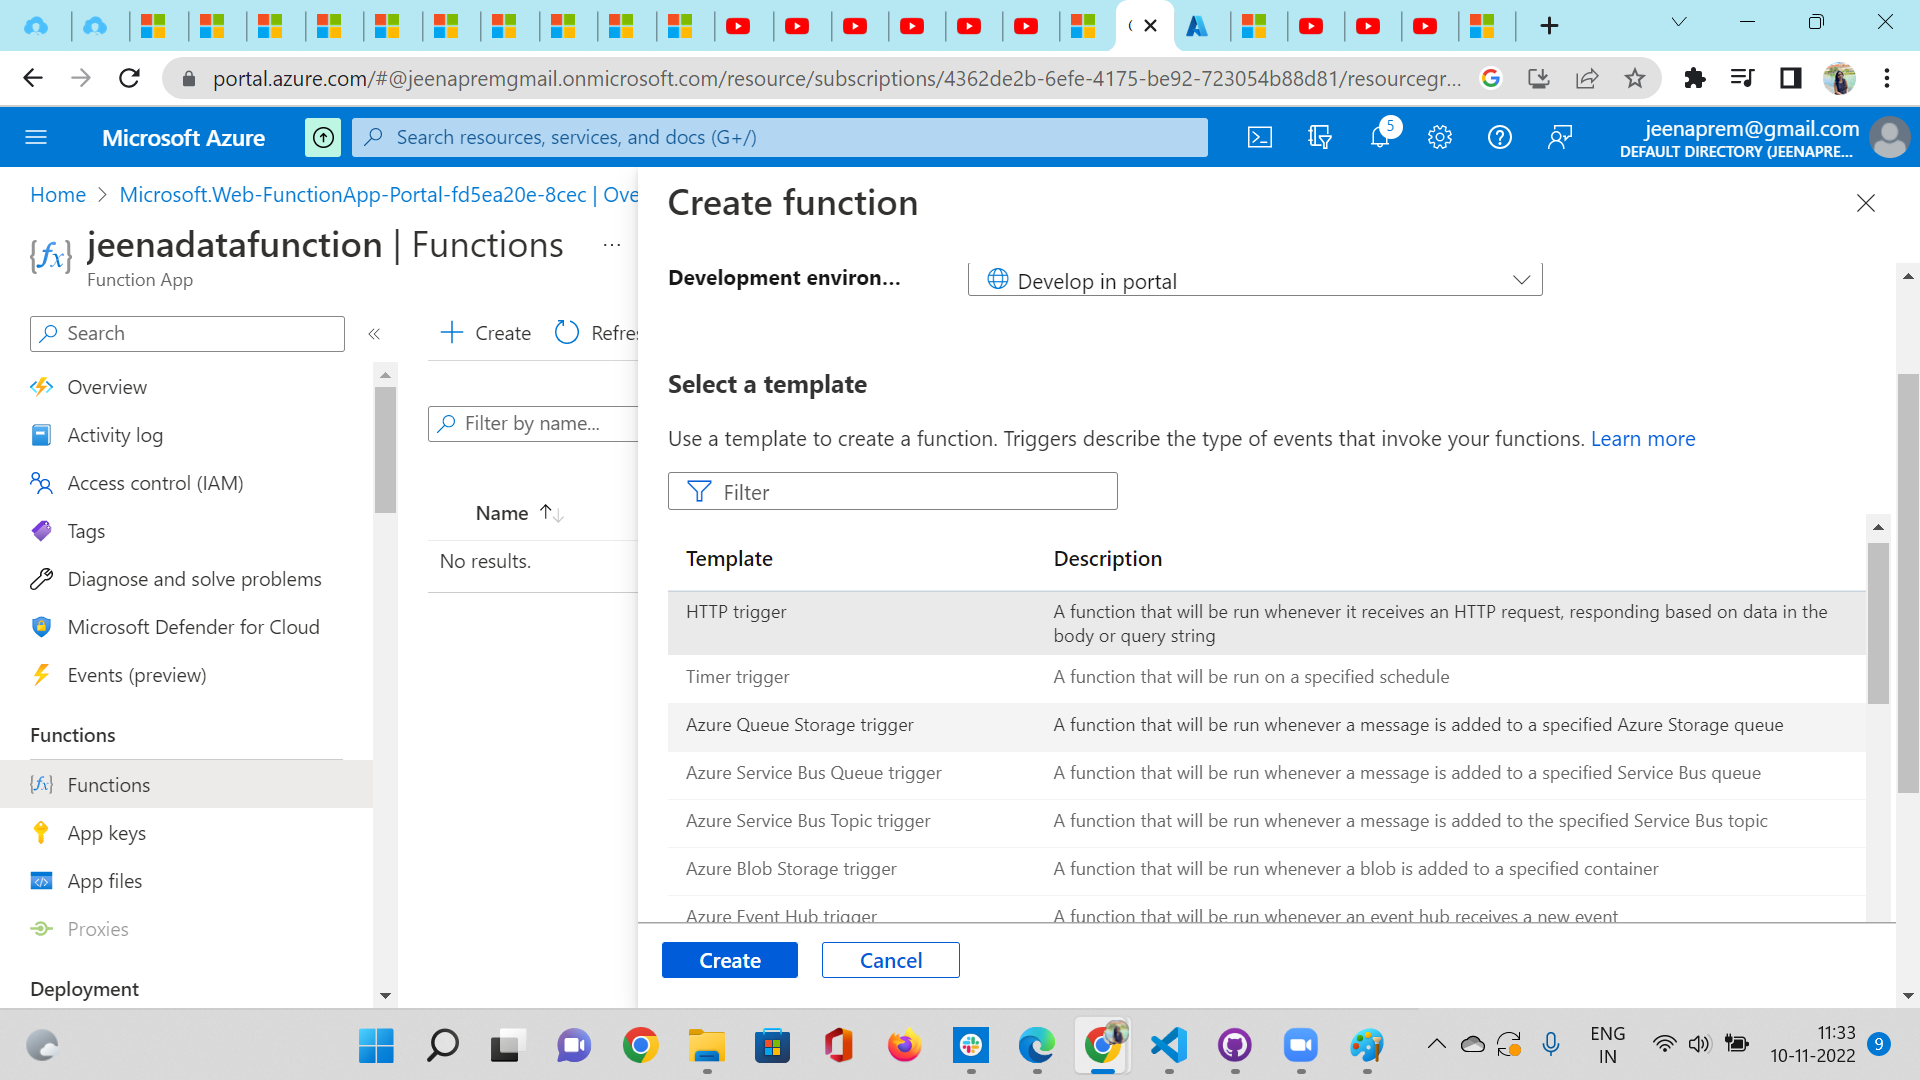 portal.azure.com/#@jeenapremgmail.onmicrosoft.com/resource/subscriptions/4362de2b-6efe-4175-be92-723054b88d81/resourcegr...
Microsoft Azure
Search resources, services, and docs (G+/)
5
jeenaprem@gmail.com
DEFAULT DIRECTORY (JEENAPRE...
Home > Microsoft.Web-FunctionApp-Portal-fd5ea20e-8cec | Ove
jeenadatafunction | Functions ...
Function App
Search
«
Overview
Activity log
Access control (IAM)
Tags
Diagnose and solve problems
Microsoft Defender for Cloud
Events (preview)
Functions
Functions
App keys
App files
Proxies
Deployment
Create
Refres
Filter by name...
Name
No results.
Create function
Development environ...
Develop in portal
Select a template
Use a template to create a function. Triggers describe the type of events that invoke your functions. Learn more
Filter
Template Description
HTTP trigger A function that will be run whenever it receives an HTTP request, responding based on data in the
body or query string
Timer trigger A function that will be run on a specified schedule
Azure Queue Storage trigger A function that will be run whenever a message is added to a specified Azure Storage queue
Azure Service Bus Queue trigger A function that will be run whenever a message is added to a specified Service Bus queue
Azure Service Bus Topic trigger A function that will be run whenever a message is added to the specified Service Bus topic
Azure Blob Storage trigger A function that will be run whenever a blob is added to a specified container
Azure Event Hub trigger A function that will be run whenever an event hub receives a new event
Create Cancel
ENG
IN
11:33
10-11-2022
9